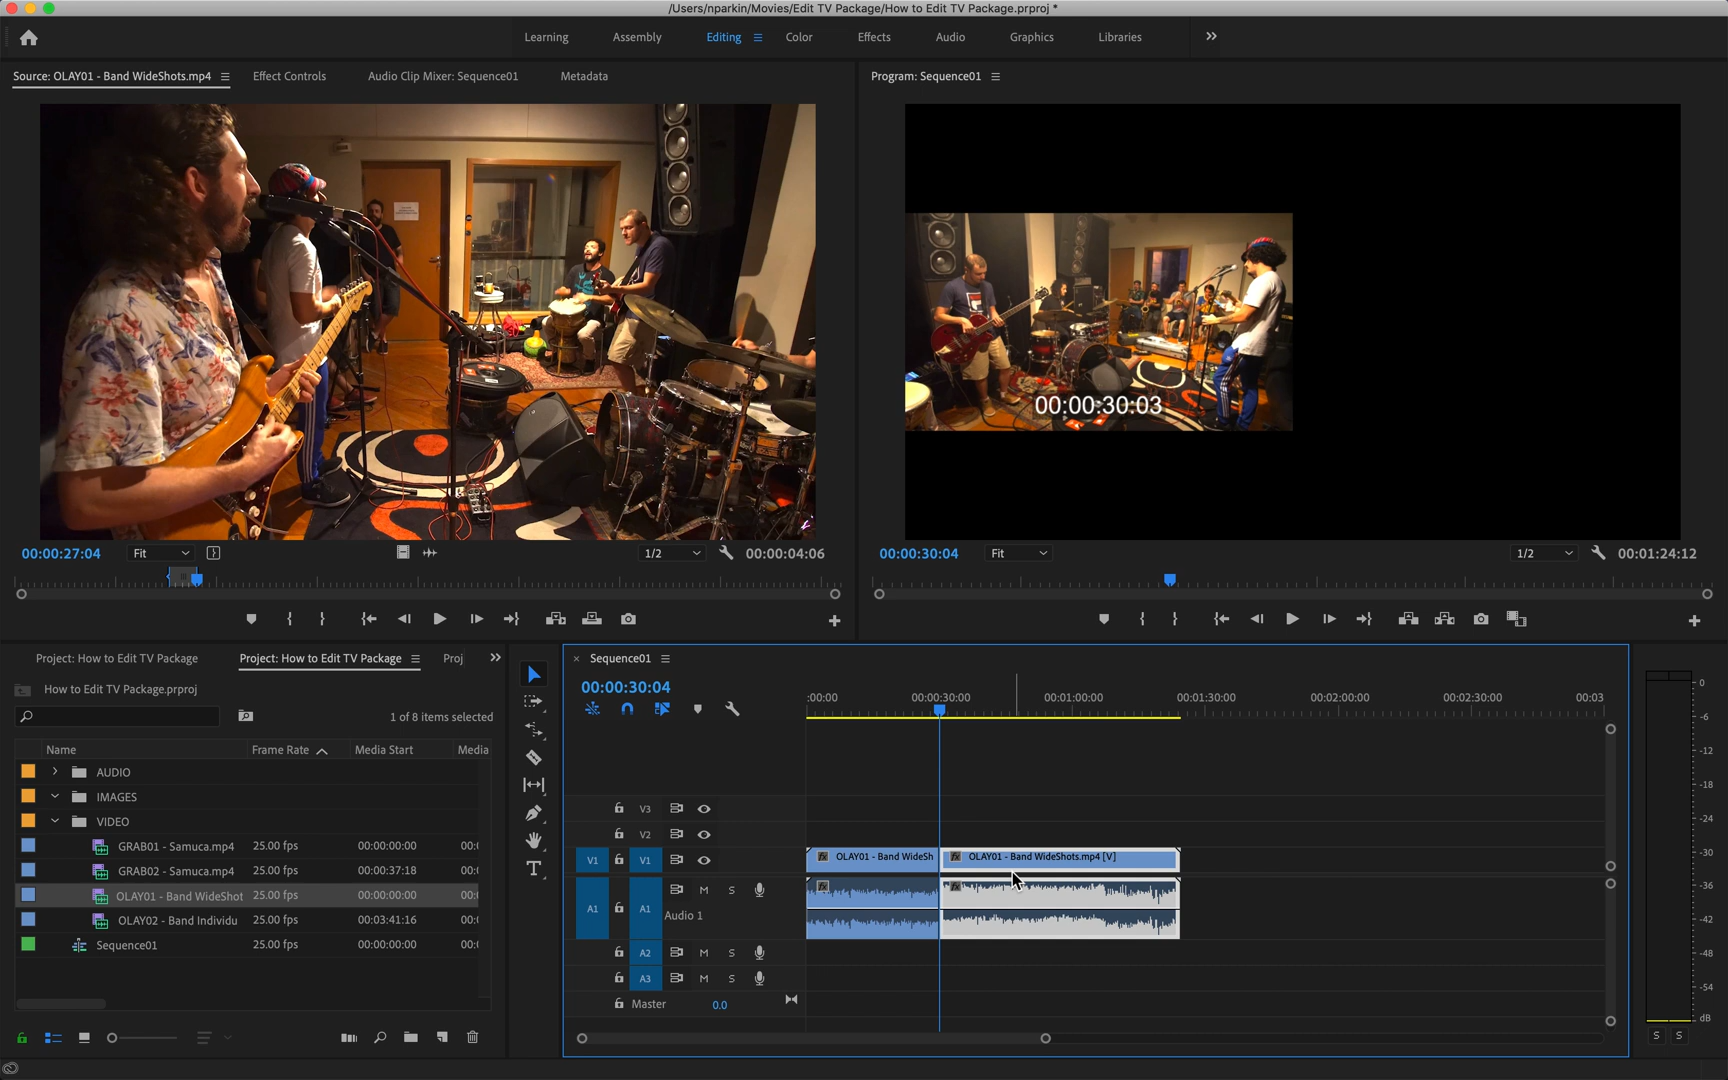 /Users/nparkin/Movies/Edit TV Package/How to Edit TV Package.prproj *
Learning Assembly Editing Color Effects Audio Graphics Libraries
Source: OLAY01 - Band WideShots.mp4 Effect Controls Audio Clip Mixer: Sequence01 Metadata
Program: Sequence01
00:00:30:03
00:00:27:04 Fit 1/2 00:00:04:06
00:00:30:04 Fit 1/2 00:01:24:12
Project: How to Edit TV Package Project: How to Edit TV Package Proj
How to Edit TV Package.prproj
1 of 8 items selected
Name Frame Rate Media Start Media
AUDIO
IMAGES
VIDEO
GRAB01 - Samuca.mp4 25.00 fps 00:00:00:00 00:
GRAB02 - Samuca.mp4 25.00 fps 00:00:37:18 00:
OLAY01 - Band WideShot 25.00 fps 00:00:00:00 00:
OLAY02 - Band Individu 25.00 fps 00:03:41:16 00:
Sequence01 25.00 fps 00:00:00:00 00:
× Sequence01
00:00:30:04
:00:00 00:00:30:00 00:01:00:00 00:01:30:00 00:02:00:00 00:02:30:00 00:03
V3
V2
V1 V1 fx OLAY01 - Band WideSh fx OLAY01 - Band WideShots.mp4 [V]
A1 A1 M S fx fx
Audio 1
A2 M S
A3 M S
Master 0.0
0
-6
-12
-18
-24
-30
-36
-42
-48
-54
dB
S S